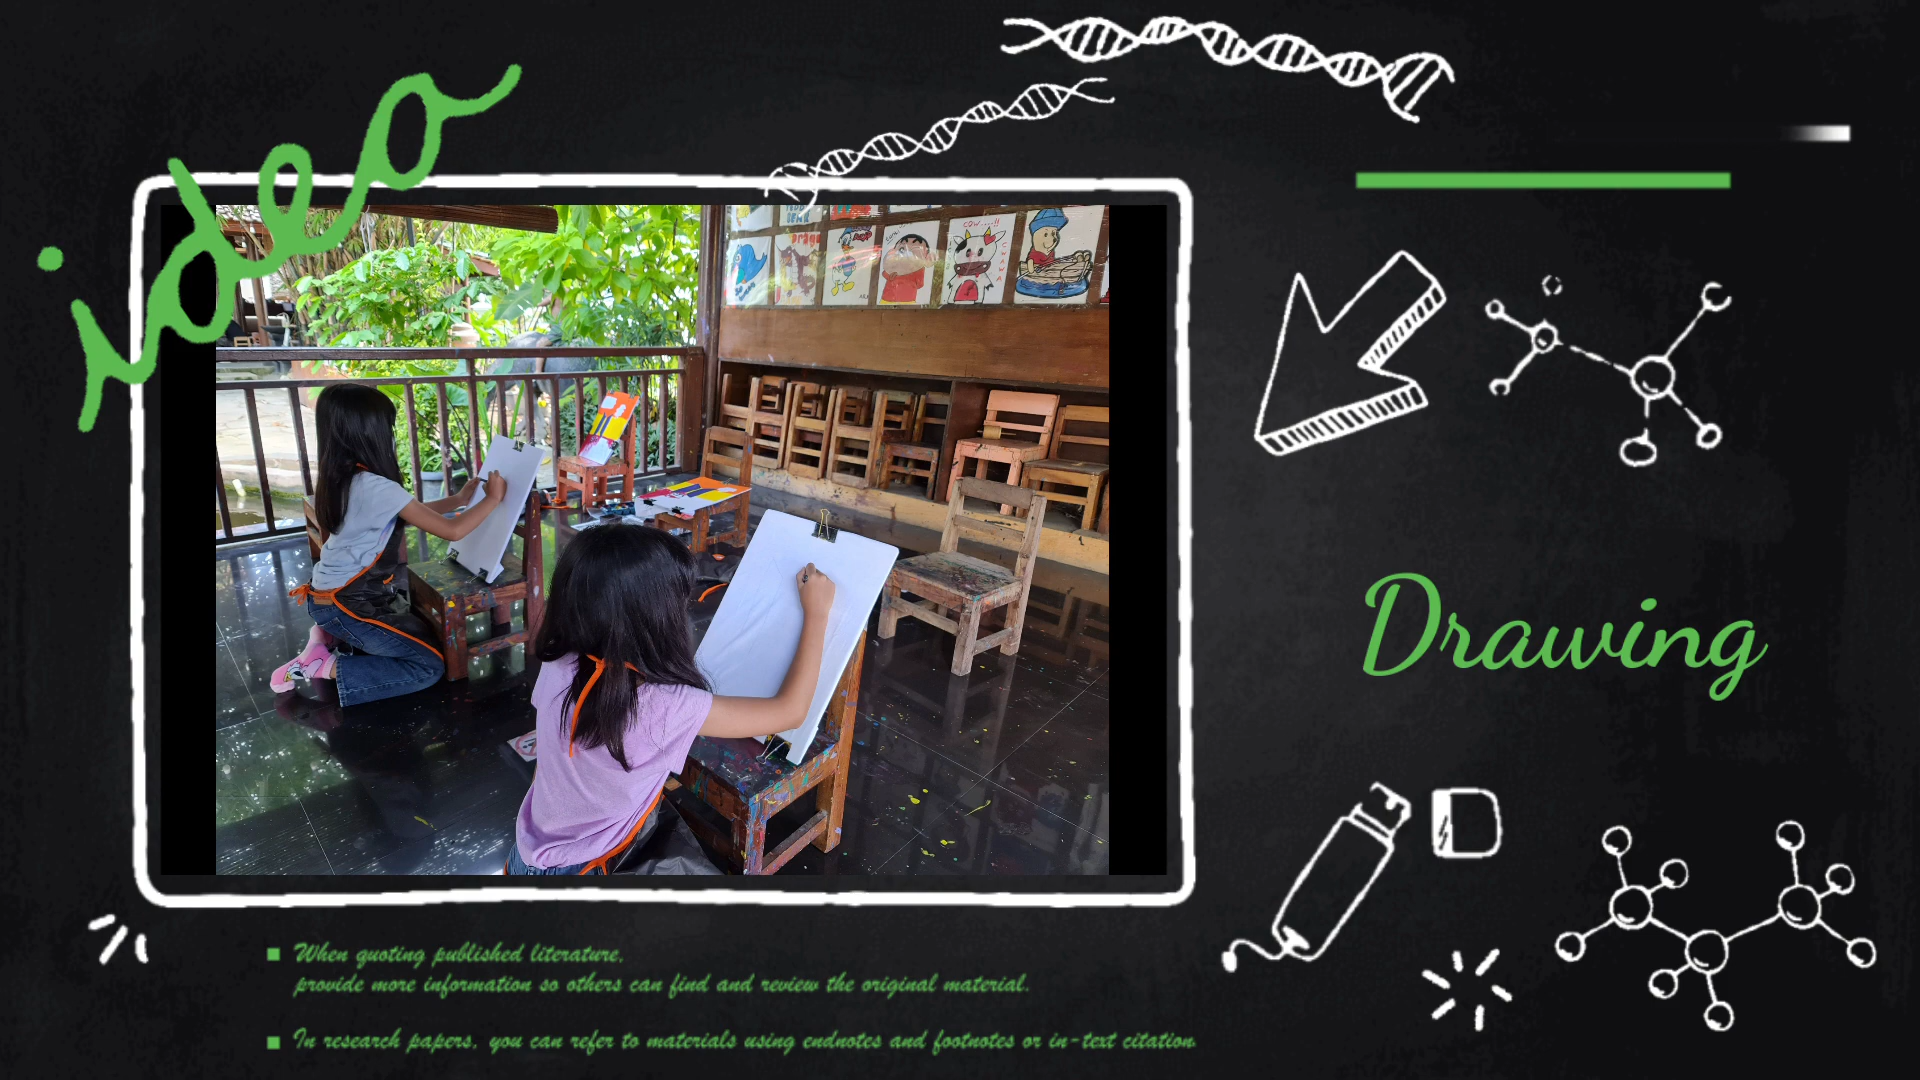 idea
COW.....!!
Drawing
When quoting published literature,
provide more information so others can find and review the original material.
In research papers, you can refer to materials using endnotes and footnotes or in-text citation